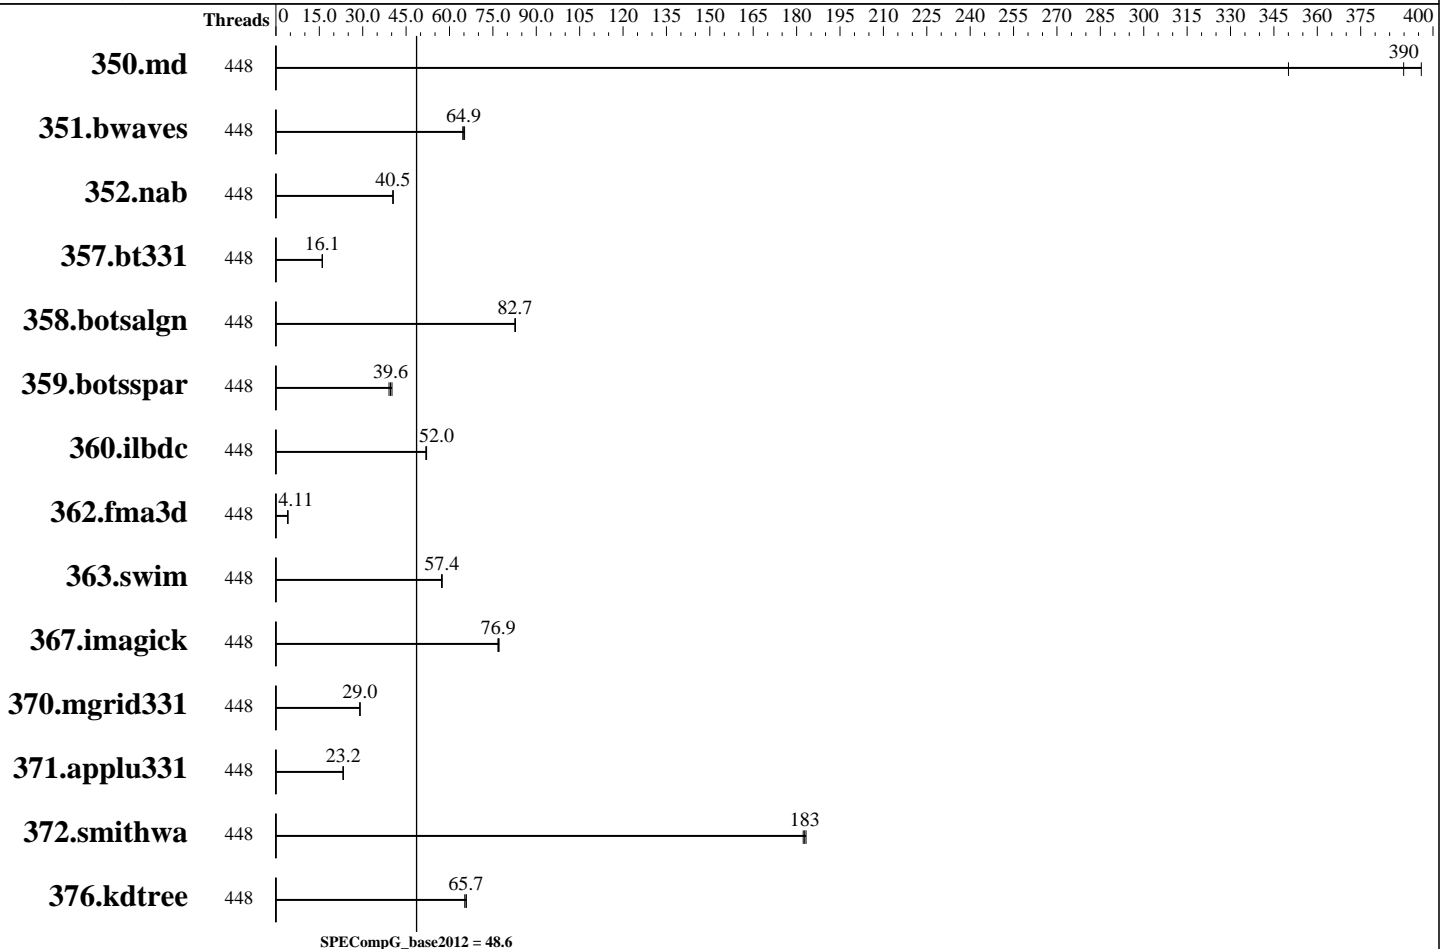 Threads 0 15.0 30.0 45.0 60.0 75.0 90.0 105 120 135 150 165 180 195 210 225 240 255 270 285 300 315 330 345 360 375 400
350.md 448 390
351.bwaves 448 64.9
352.nab 448 40.5
357.bt331 448 16.1
358.botsalgn 448 82.7
359.botsspar 448 39.6
360.ilbdc 448 52.0
362.fma3d 448 4.11
363.swim 448 57.4
367.imagick 448 76.9
370.mgrid331 448 29.0
371.applu331 448 23.2
372.smithwa 448 183
376.kdtree 448 65.7
SPECompG_base2012 = 48.6